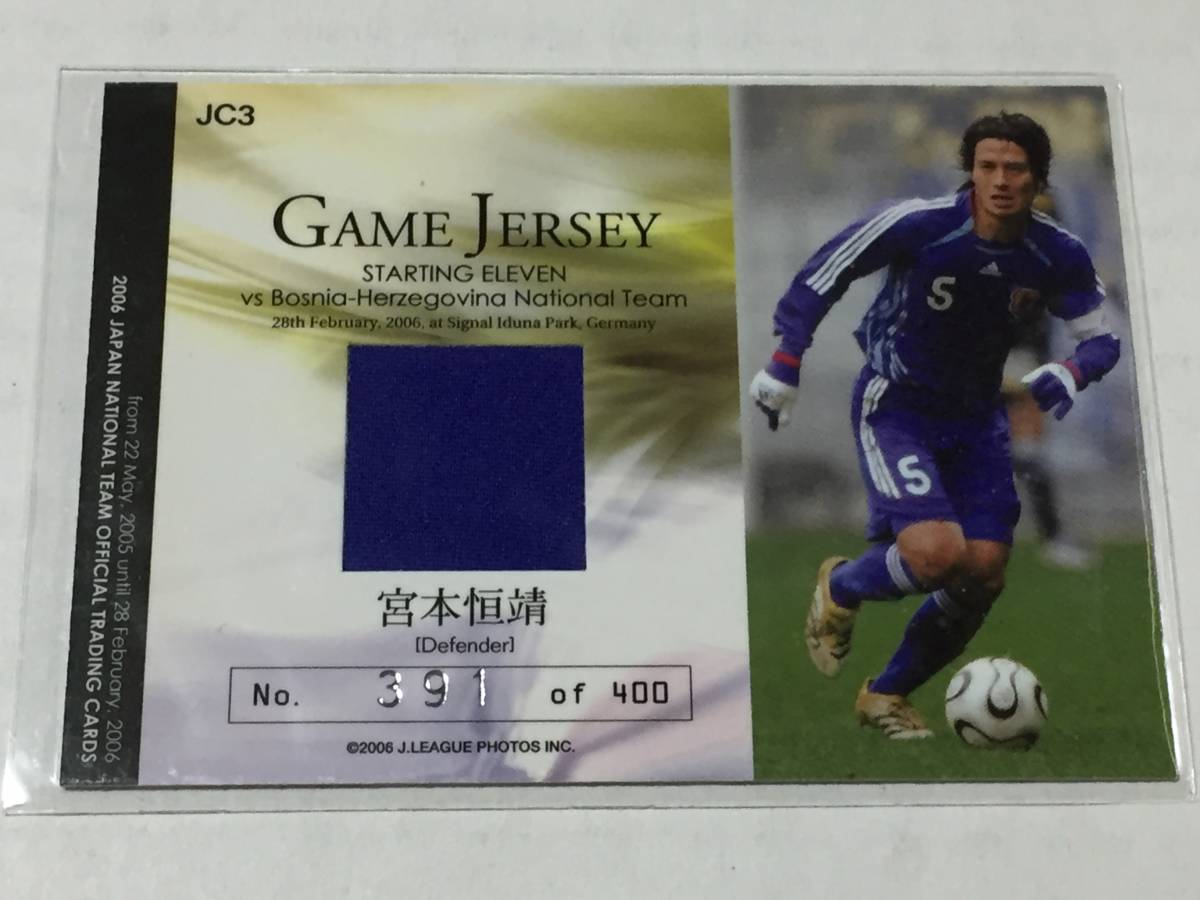 JC3
GAME JERSEY
STARTING ELEVEN
vs Bosnia-Herzegovina National Team
28th February, 2006, at Signal Iduna Park, Germany
宮本恒靖
[Defender]
No. 391 of 400
©2006 J.LEAGUE PHOTOS INC.
from 22 May, 2005 until 28 February, 2006
2006 JAPAN NATIONAL TEAM OFFICIAL TRADING CARDS
5
5